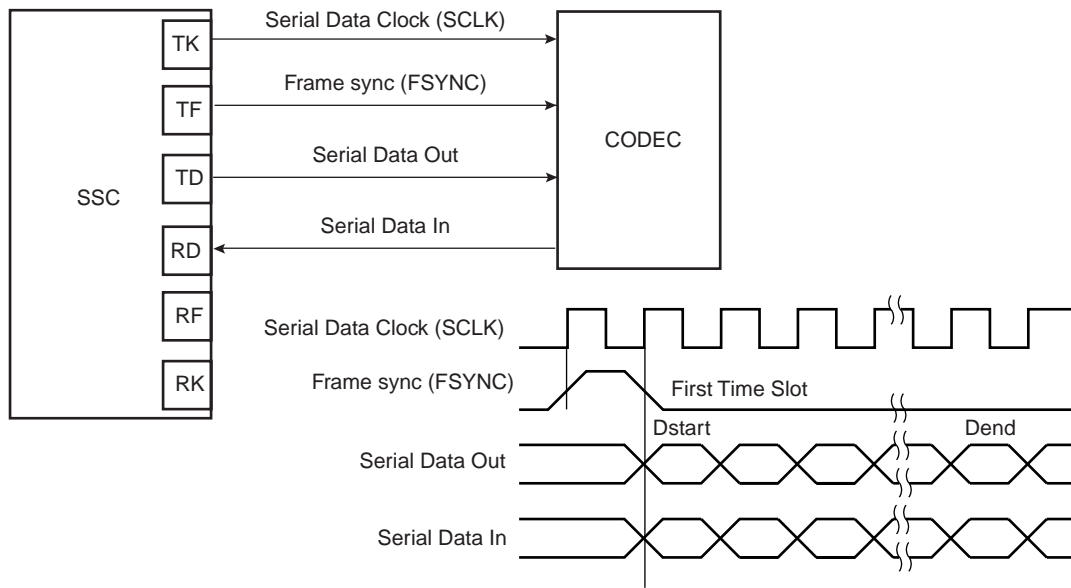 SSC
TK
TF
TD
RD
RF
RK
Serial Data Clock (SCLK)
Frame sync (FSYNC)
Serial Data Out
Serial Data In
CODEC
Serial Data Clock (SCLK)
Frame sync (FSYNC)
First Time Slot
Dstart
Dend
Serial Data Out
Serial Data In